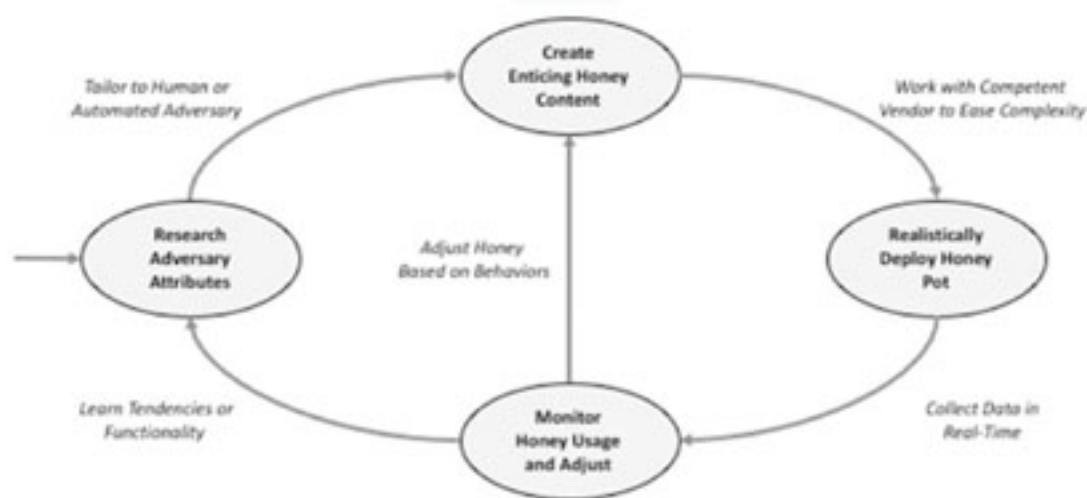 Create
Enticing Honey
Content
Tailor to Human or
Automated Adversary
Work with Competent
Vendor to Ease Complexity
Research
Adversary
Attributes
Adjust Honey
Based on Behaviors
Realistically
Deploy Honey
Pot
Learn Tendencies or
Functionality
Monitor
Honey Usage
and Adjust
Collect Data in
Real-Time